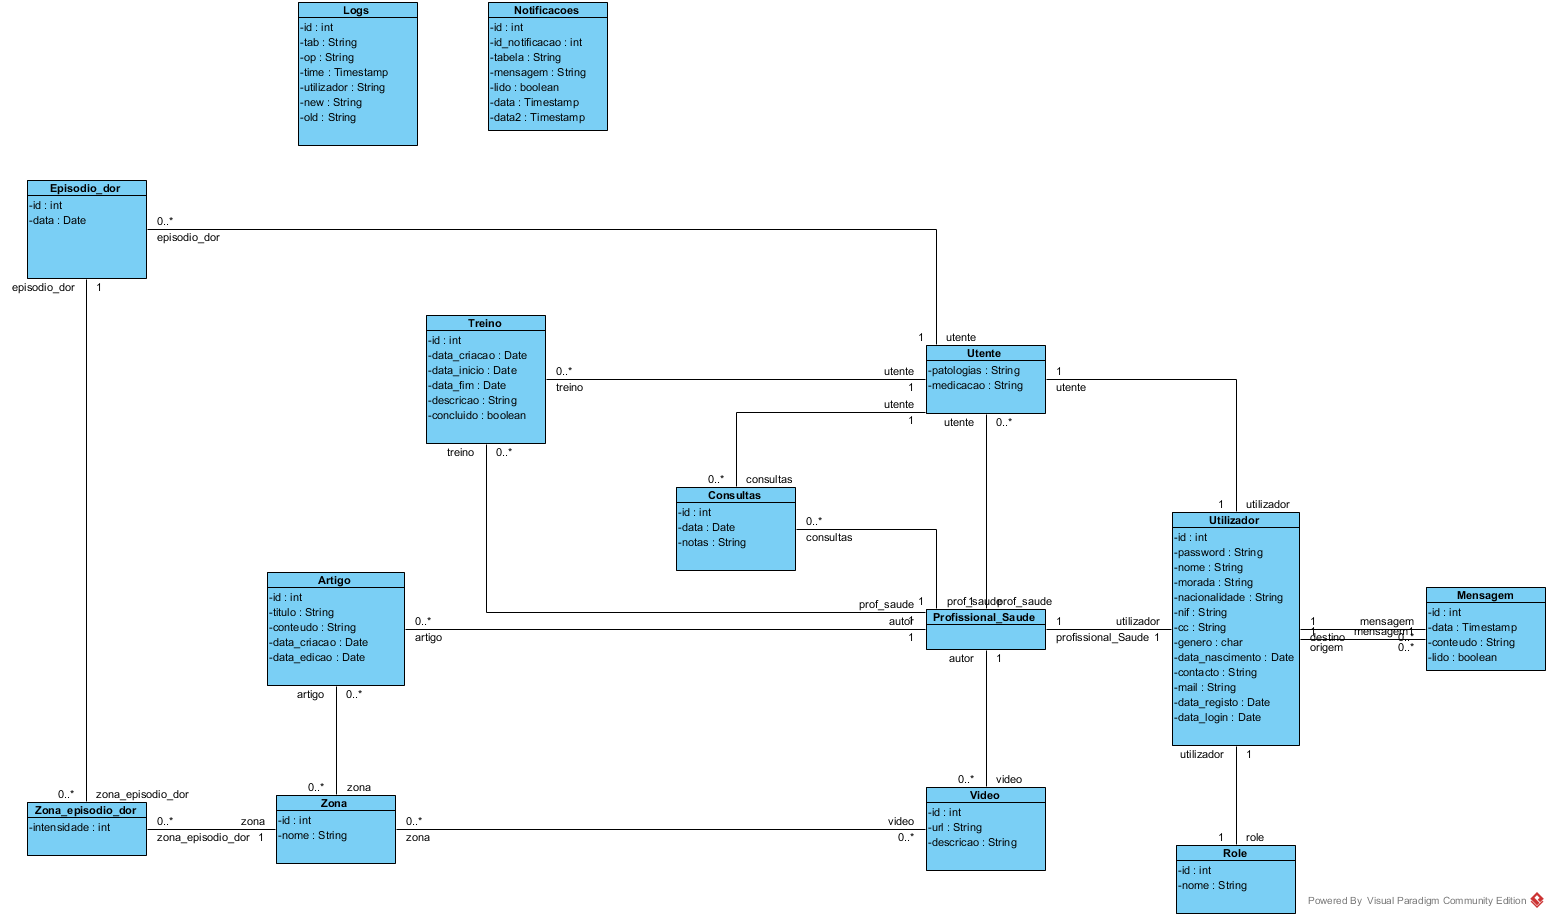 Logs
-id : int
-tab : String
-op : String
-time : Timestamp
-utilizador : String
-new : String
-old : String
Notificacoes
-id : int
-id_notificacao : int
-tabela : String
-mensagem : String
-lido : boolean
-data : Timestamp
-data2 : Timestamp
Episodio_dor
-id : int
-data : Date
0..*
episodio_dor
episodio_dor
1
Treino
-id : int
-data_criacao : Date
-data_inicio : Date
-data_fim : Date
-descricao : String
-concluido : boolean
0..*
treino
treino
0..*
1
utente
Utente
-patologias : String
-medicacao : String
utente
1
utente
1
1
utente
utente
0..*
0..*
consultas
Consultas
-id : int
-data : Date
-notas : String
0..*
consultas
1
utilizador
Utilizador
-id : int
-password : String
-nome : String
-morada : String
-nacionalidade : String
-nif : String
-cc : String
-genero : char
-data_nascimento : Date
-contacto : String
-mail : String
-data_registo : Date
-data_login : Date
Mensagem
-id : int
-data : Timestamp
-conteudo : String
-lido : boolean
1
mensagem
1
mensagem
1
destino
0..*
origem
0..*
Artigo
-id : int
-titulo : String
-conteudo : String
-data_criacao : Date
-data_edicao : Date
0..*
artigo
artigo
0..*
prof_saude
1
prof_saude
1
prof_saude
autor
1
1
Profissional_Saude
1
utilizador
profissional_Saude
1
autor
1
utilizador
1
0..*
zona_episodio_dor
Zona_episodio_dor
-intensidade : int
0..*
zona
zona_episodio_dor
1
0..*
zona
Zona
-id : int
-nome : String
0..*
zona
video
0..*
0..*
video
Video
-id : int
-url : String
-descricao : String
1
role
Role
-id : int
-nome : String
Powered By Visual Paradigm Community Edition